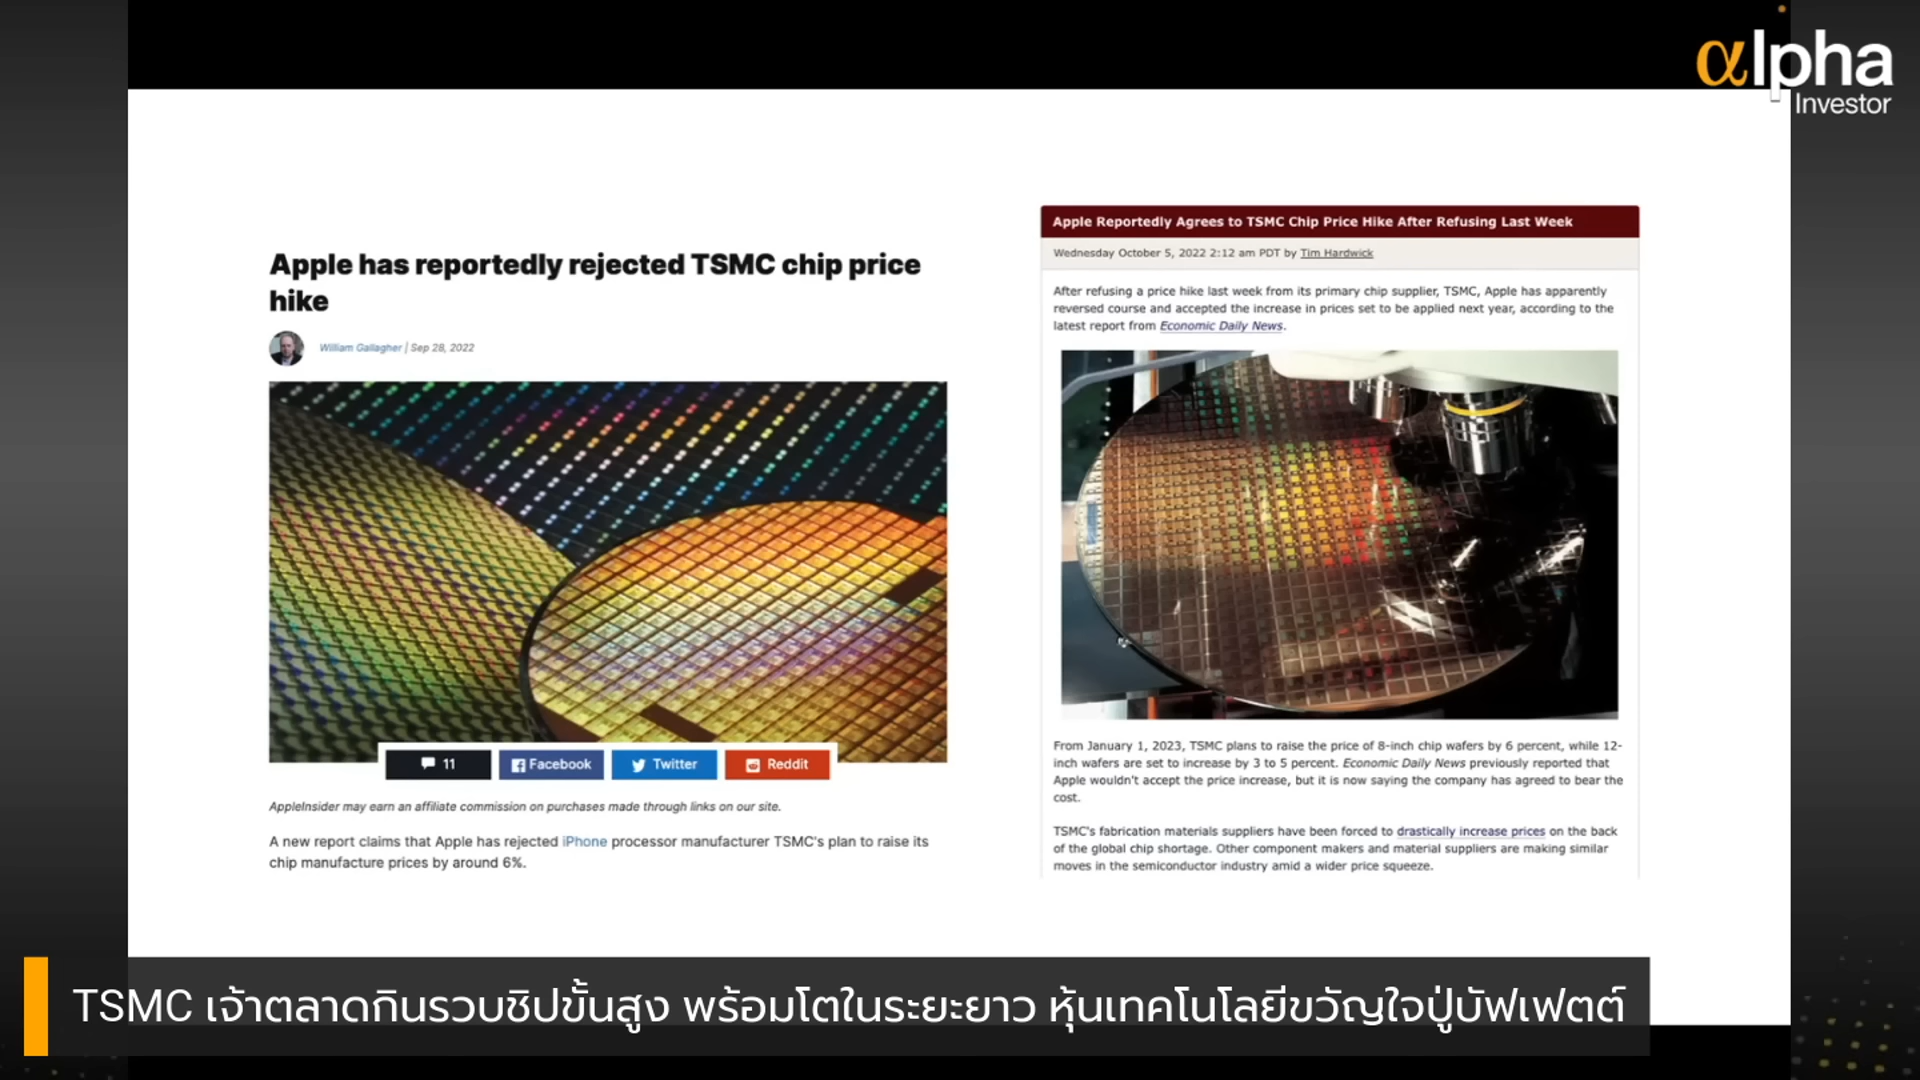 αlpha
Investor
Apple has reportedly rejected TSMC chip price
hike
William Gallagher | Sep 28, 2022
11
Facebook
Twitter
Reddit
AppleInsider may earn an affiliate commission on purchases made through links on our site.
A new report claims that Apple has rejected iPhone processor manufacturer TSMC's plan to raise its
chip manufacture prices by around 6%.
Apple Reportedly Agrees to TSMC Chip Price Hike After Refusing Last Week
Wednesday October 5, 2022 2:12 am PDT by Tim Hardwick
After refusing a price hike last week from its primary chip supplier, TSMC, Apple has apparently
reversed course and accepted the increase in prices set to be applied next year, according to the
latest report from Economic Daily News.
From January 1, 2023, TSMC plans to raise the price of 8-inch chip wafers by 6 percent, while 12-
inch wafers are set to increase by 3 to 5 percent. Economic Daily News previously reported that
Apple wouldn't accept the price increase, but it is now saying the company has agreed to bear the
cost.
TSMC's fabrication materials suppliers have been forced to drastically increase prices on the back
of the global chip shortage. Other component makers and material suppliers are making similar
moves in the semiconductor industry amid a wider price squeeze.
TSMC เจ้าตลาดกินรวบชิปขั้นสูง พร้อมโตในระยะยาว หุ้นเทคโนโลยีขวัญใจปู่บัฟเฟตต์